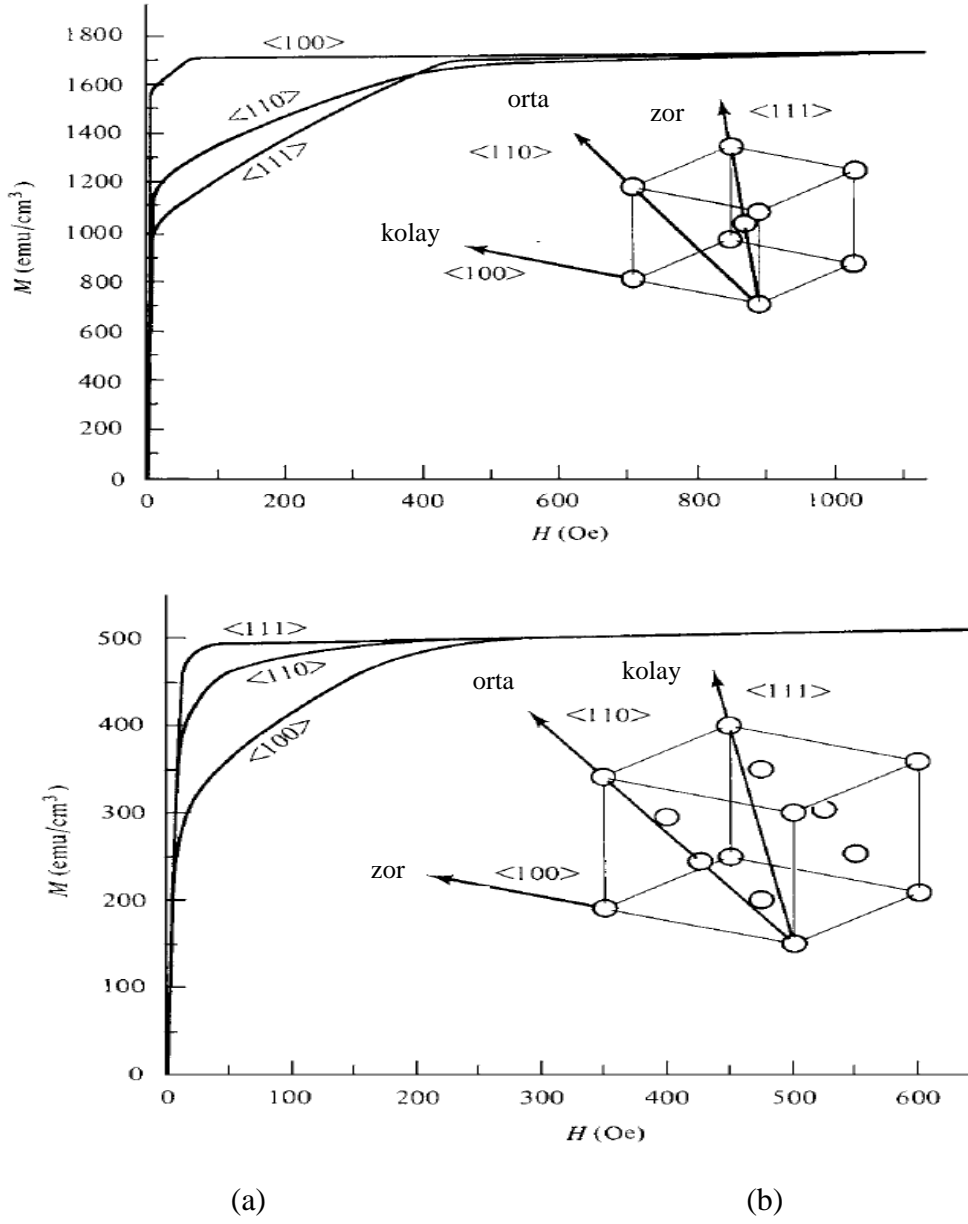 1800
1600
1400
1200
1000
800
600
400
200
0
M (emu/cm³)
<100>
<110>
<111>
orta
<110>
zor
<111>
kolay
<100>
0 200 400 600 800 1000
H (Oe)
500
400
300
200
100
0
M (emu/cm³)
<111>
<110>
<100>
orta
<110>
kolay
<111>
zor
<100>
0 100 200 300 400 500 600
H (Oe)
(a) (b)